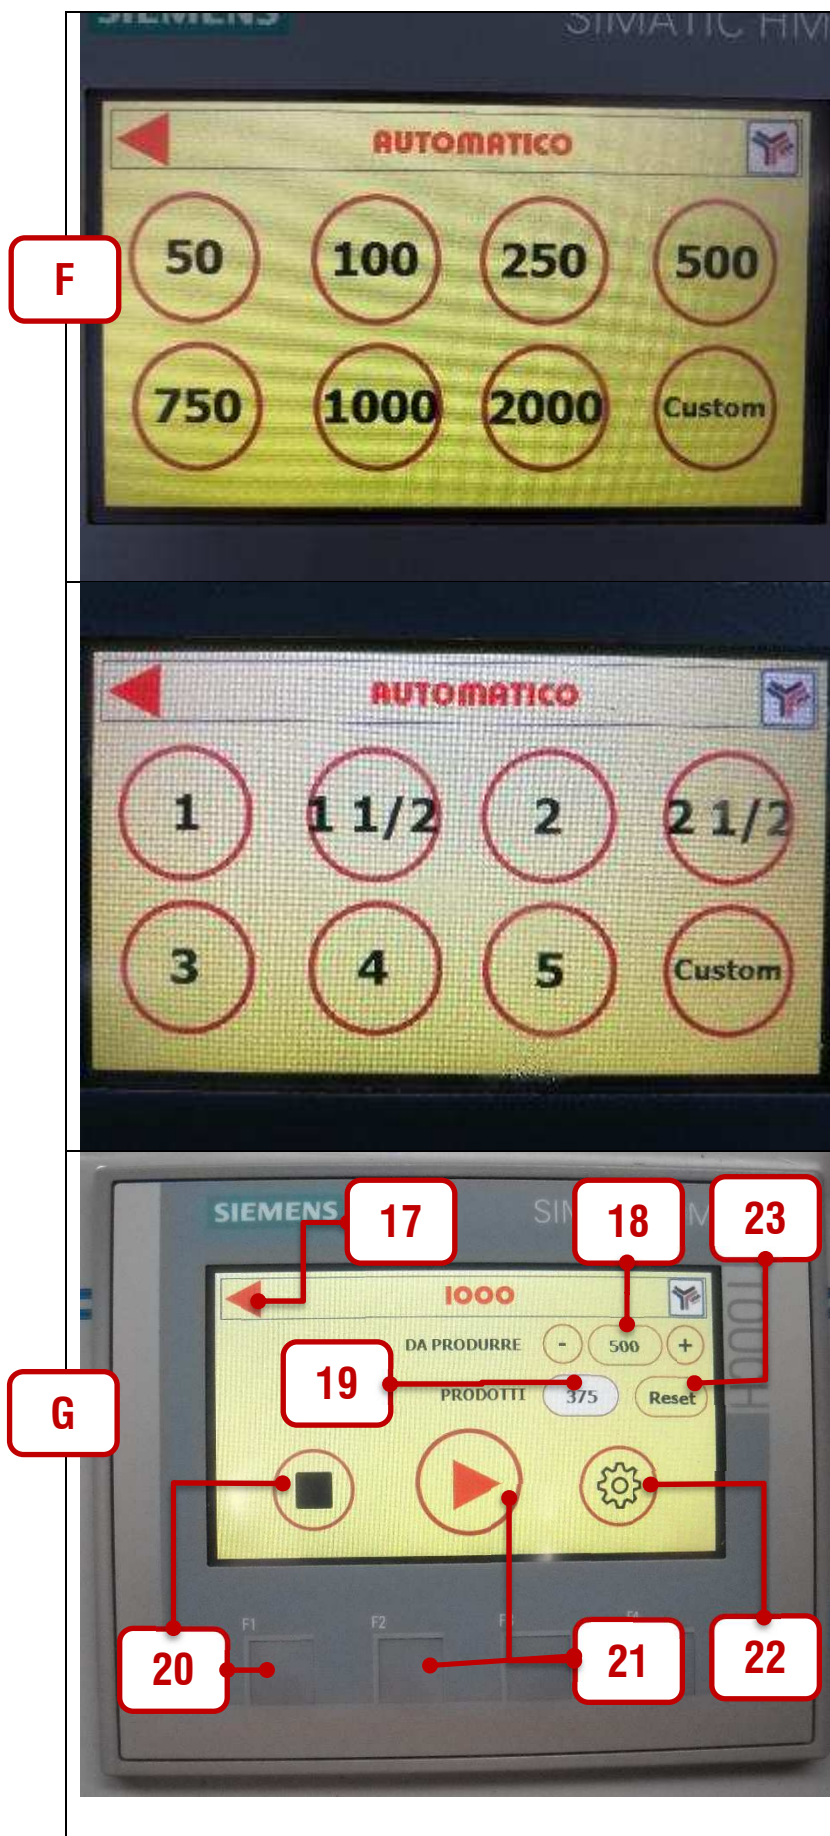 SIEMENS
SIMATIC HM
AUTOMATICO
50 100 250 500
F
750 1000 2000 Custom
AUTOMATICO
1 1 1/2 2 2 1/2
3 4 5 Custom
SIEMENS 17 18 23
1000
DA PRODURRE - 500 +
19
PRODOTTI 375 Reset
G
F1 F2
20 21 22